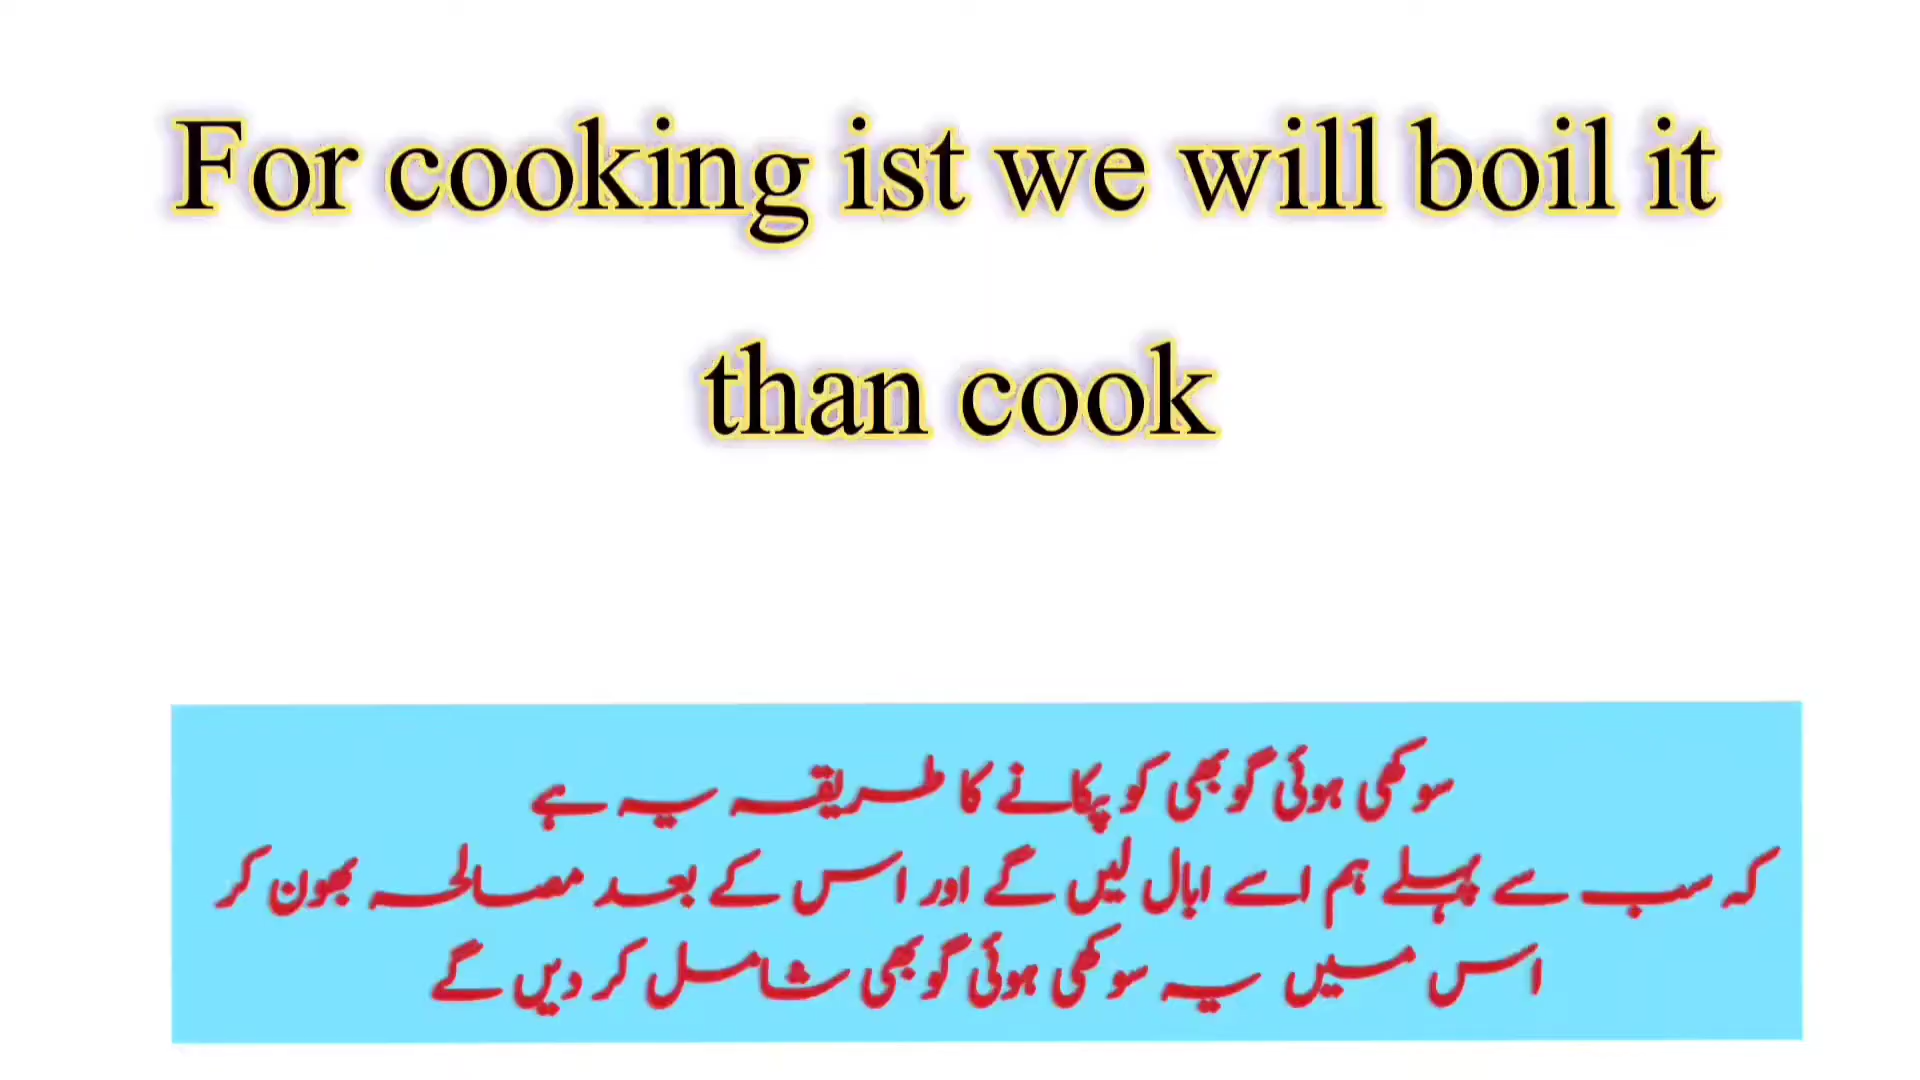 For cooking ist we will boil it
than cook
سوکھی ہوئی گوبھی کو پکانے کا طریقہ یہ ہے
کہ سب سے پہلے ہم اسے ابال لیں گے اور اس کے بعد مصالحہ بھون کر
اس میں یہ سوکھی ہوئی گوبھی شامل کر دیں گے